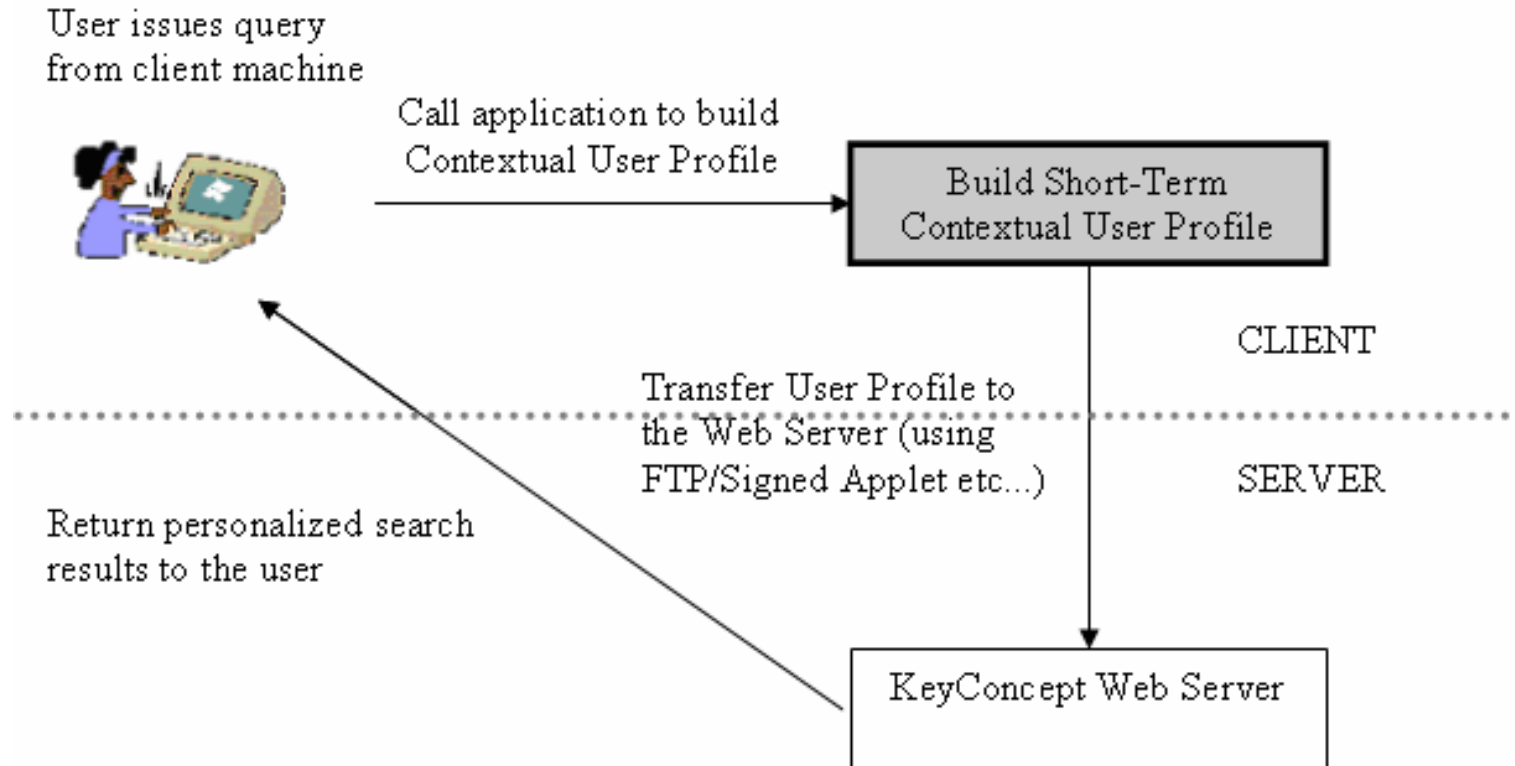 User issues query
from client machine
Call application to build
Contextual User Profile
Build Short-Term
Contextual User Profile
CLIENT
Transfer User Profile to
the Web Server (using
FTP/Signed Applet etc...)
SERVER
Return personalized search
results to the user
KeyConcept Web Server